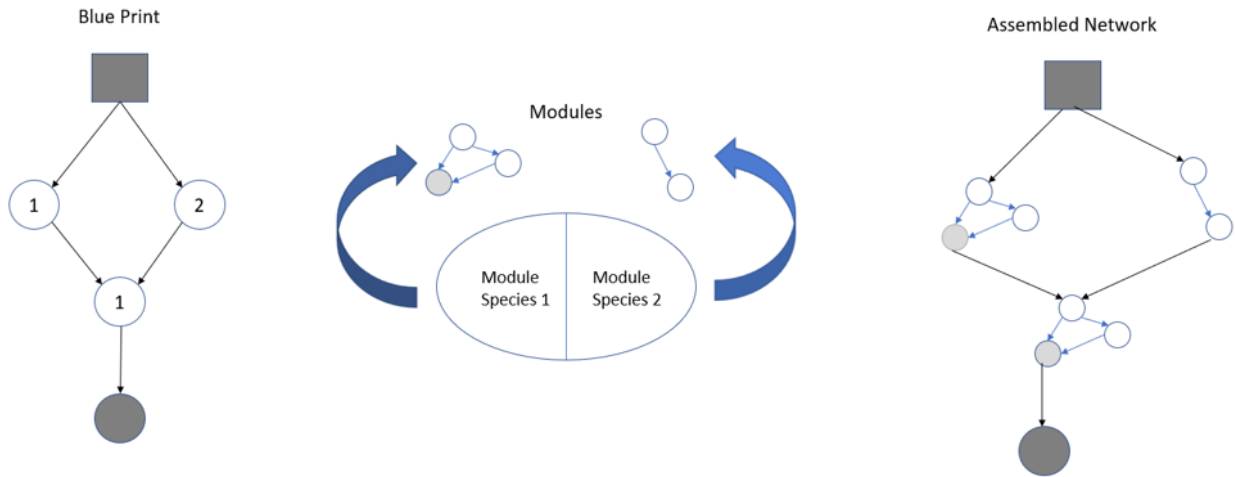 Blue Print
1
2
1
Modules
Module
Species 1
Module
Species 2
Assembled Network